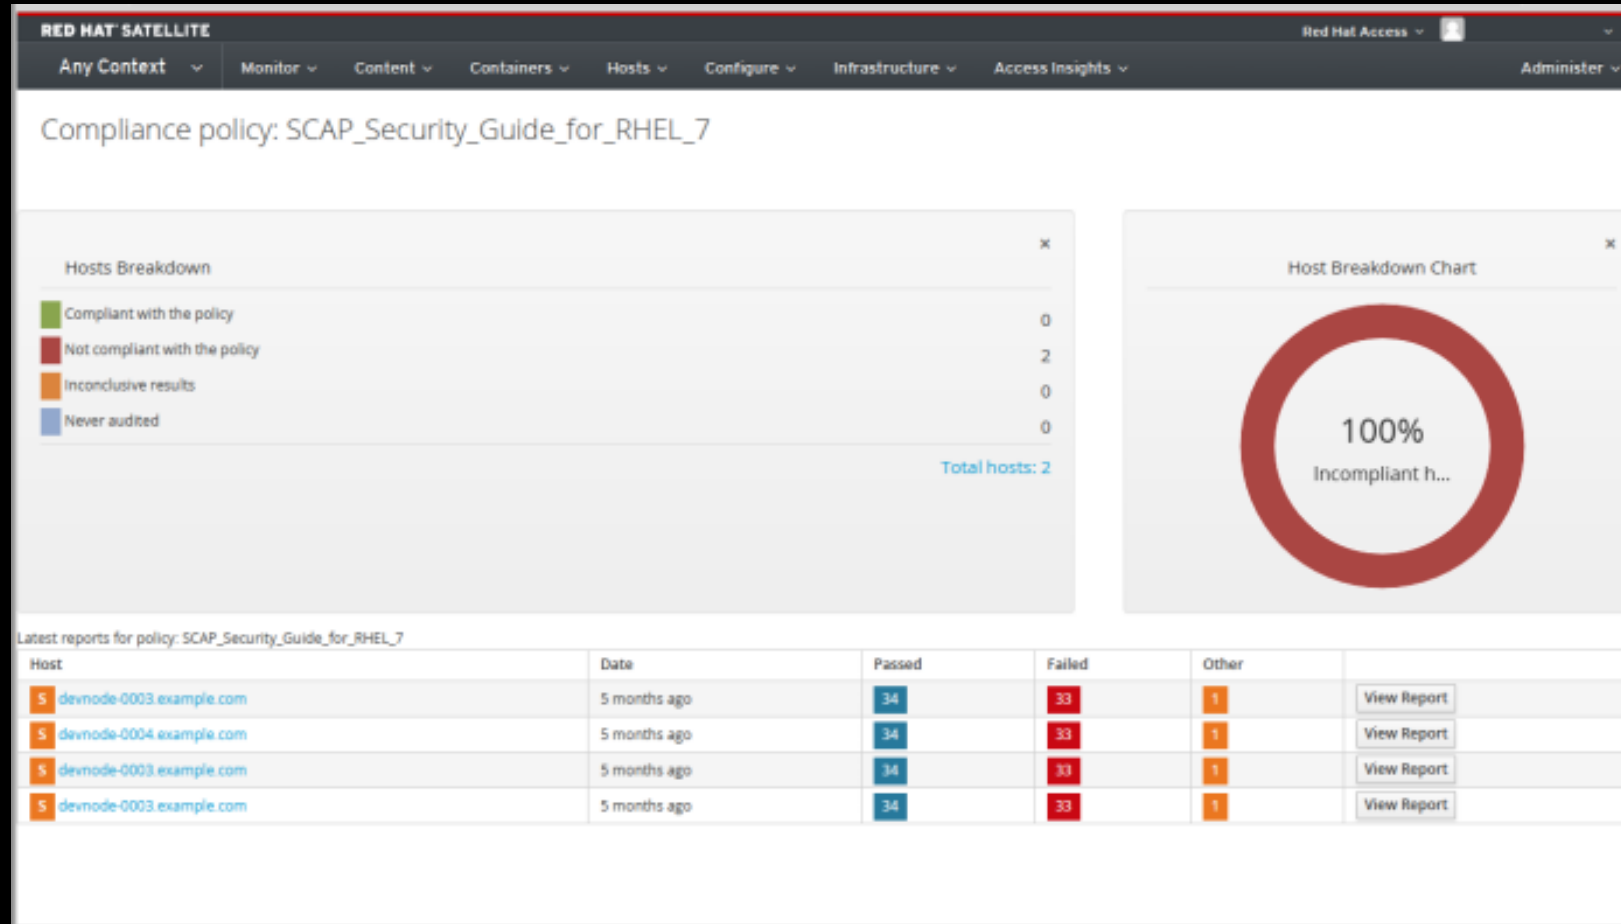 RED HAT SATELLITE
Red Hat Access
Any Context Monitor Content Containers Hosts Configure Infrastructure Access Insights Administer
Compliance policy: SCAP_Security_Guide_for_RHEL_7
Hosts Breakdown
Compliant with the policy 0
Not compliant with the policy 2
Inconclusive results 0
Never audited 0
Total hosts: 2
Host Breakdown Chart
100%
Incompliant h...
Latest reports for policy: SCAP_Security_Guide_for_RHEL_7
Host Date Passed Failed Other
S devnode-0003.example.com 5 months ago 34 33 1 View Report
S devnode-0004.example.com 5 months ago 34 33 1 View Report
S devnode-0003.example.com 5 months ago 34 33 1 View Report
S devnode-0003.example.com 5 months ago 34 33 1 View Report